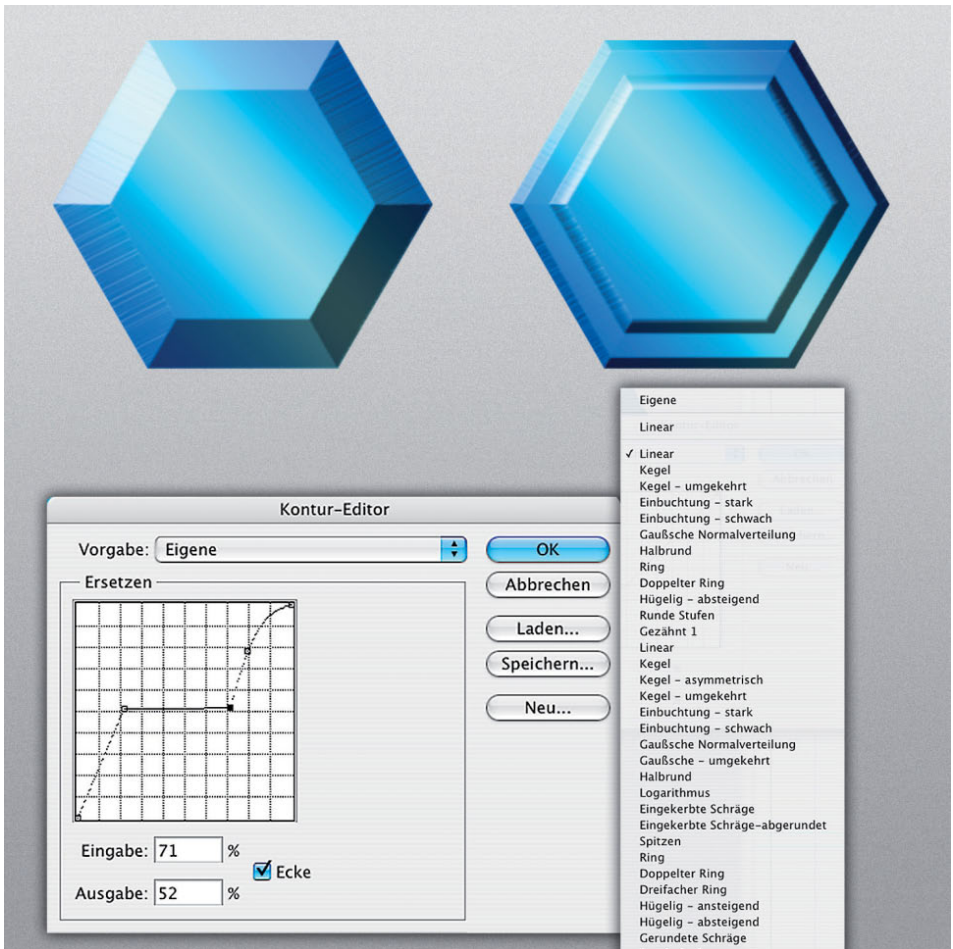 Kontur-Editor
Vorgabe: Eigene
OK
Abbrechen
Laden...
Speichern...
Neu...
Ersetzen
Eingabe: 71 %
Ecke
Ausgabe: 52 %
Eigene
Linear
✓ Linear
Kegel
Kegel – umgekehrt
Einbuchtung – stark
Einbuchtung – schwach
Gaußsche Normalverteilung
Halbrund
Ring
Doppelter Ring
Hügelig – absteigend
Runde Stufen
Gezähnt 1
Linear
Kegel
Kegel – asymmetrisch
Kegel – umgekehrt
Einbuchtung – stark
Einbuchtung – schwach
Gaußsche Normalverteilung
Gaußsche – umgekehrt
Halbrund
Logarithmus
Eingekerbte Schräge
Eingekerbte Schräge-abgerundet
Spitzen
Ring
Doppelter Ring
Dreifacher Ring
Hügelig – ansteigend
Hügelig – absteigend
Gerundete Schräge